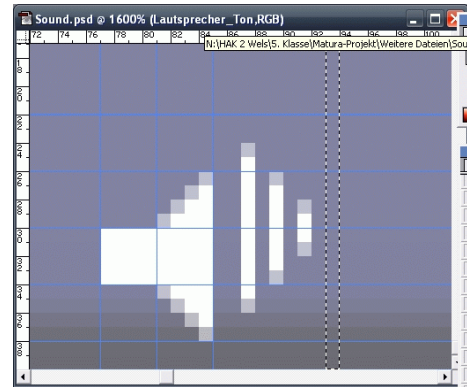 Sound.psd @ 1600% (Lautsprecher_Ton,RGB)
72 74 76 78 80 82 84 86 88 90 92 94 96 98 100
N:\HAK 2 Wels\5. Klasse\Matura-Projekt\Weitere Dateien\Sou